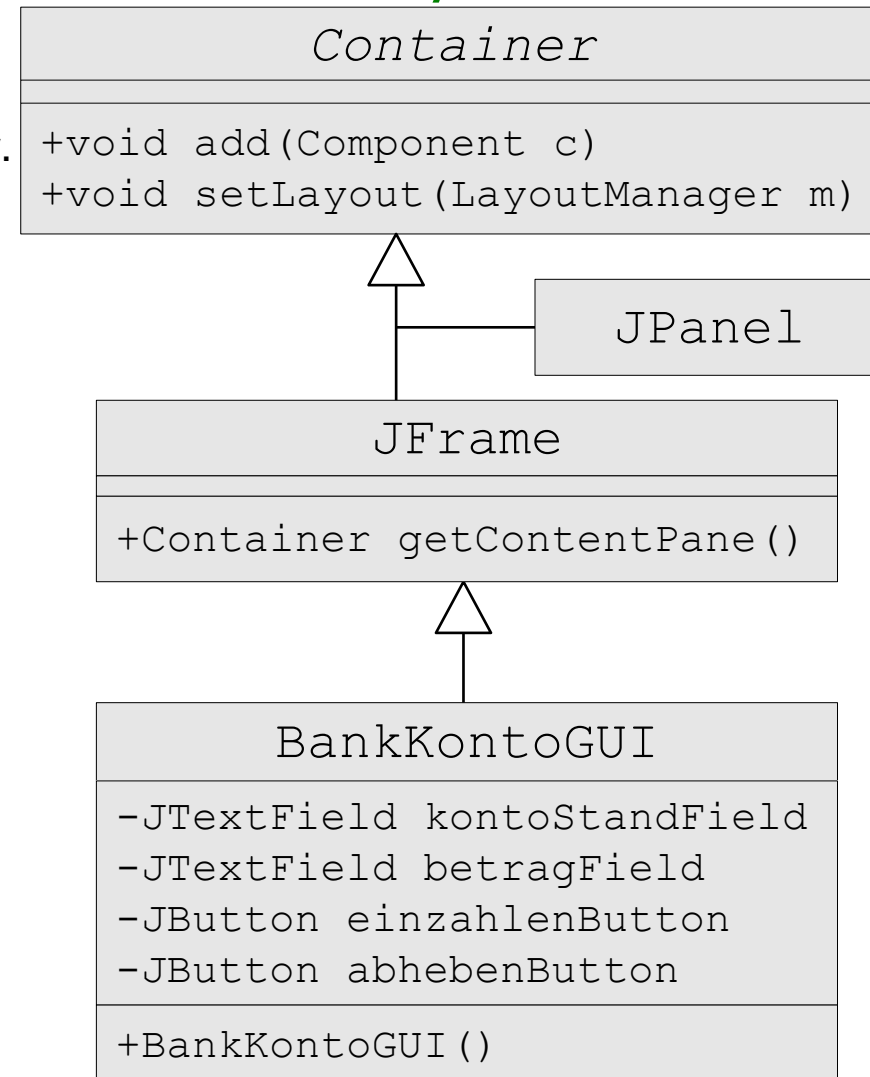 Container
+void add(Component c)
+void setLayout(LayoutManager m)
JPanel
JFrame
+Container getContentPane()
BankKontoGUI
-JTextField kontoStandField
-JTextField betragField
-JButton einzahlenButton
-JButton abhebenButton
+BankKontoGUI()